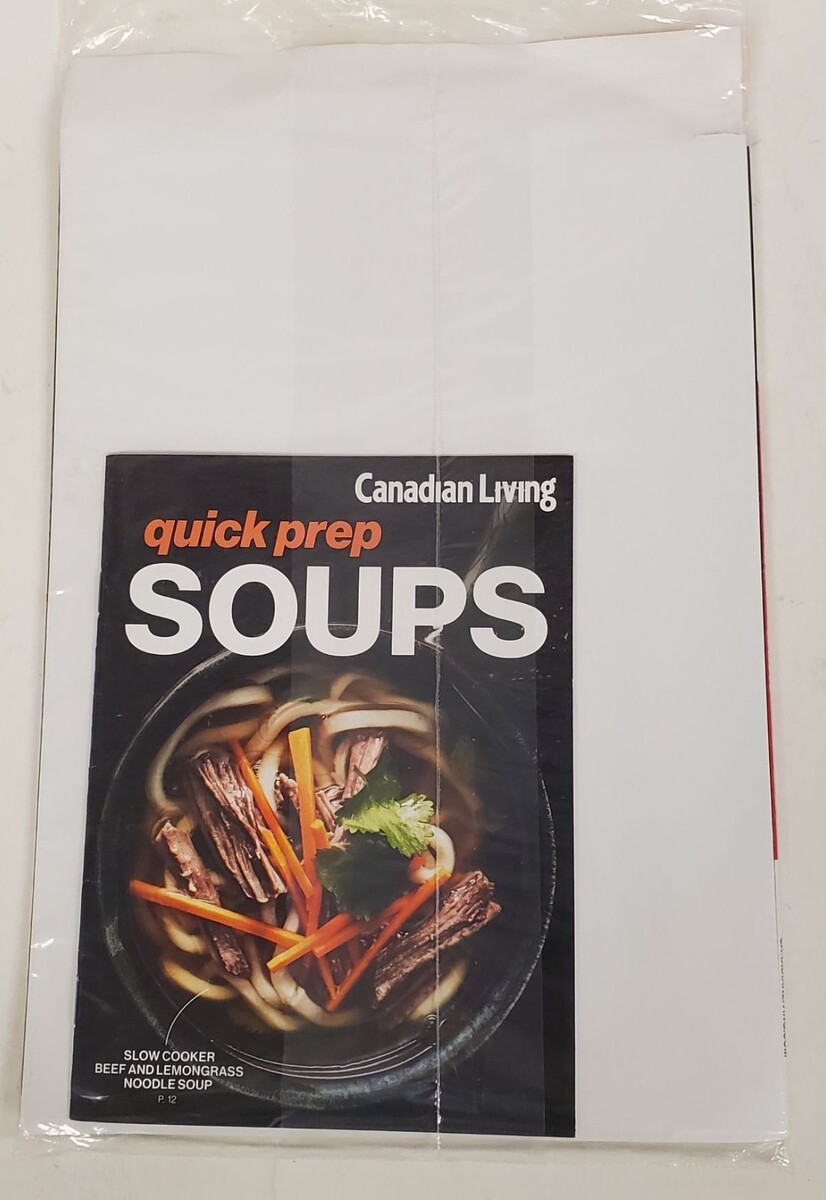 Canadian Living
quick prep
SOUPS
SLOW COOKER
BEEF AND LEMONGRASS
NOODLE SOUP
P. 12